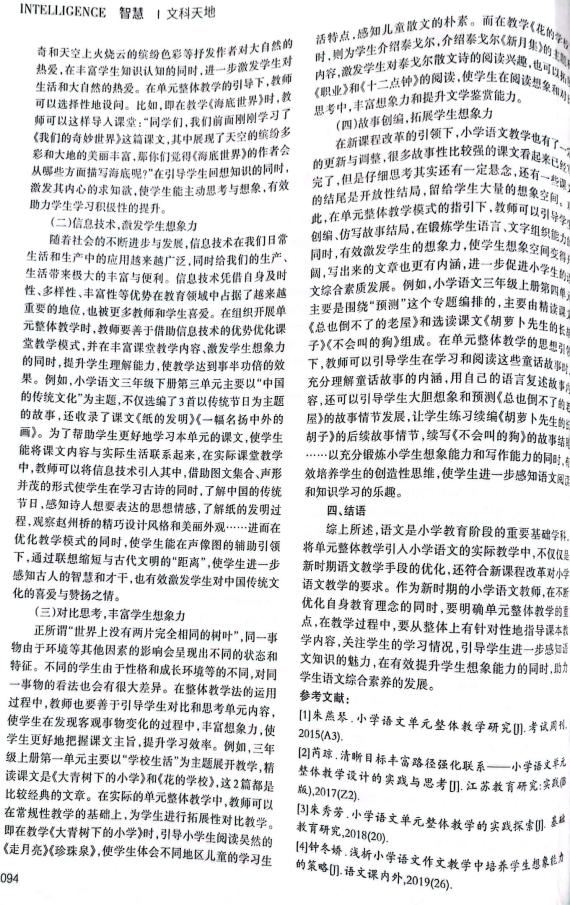 INTELLIGENCE 智慧 | 文科天地
奇和天空上火烧云的缤纷色彩等抒发作者对大自然的
热爱,在丰富学生知识认知的同时,进一步激发学生对
生活和大自然的热爱。在单元整体教学的引导下,教师
可以选择性地设问。比如,即在教学《海底世界》时,教
师可以这样导入课堂:“同学们,我们前面刚刚学习了
《我们的奇妙世界》这篇课文,其中展现了天空的缤纷多
彩和大地的美丽丰富,那你们觉得《海底世界》的作者会
从哪些方面描写海底呢?”在引导学生回想知识的同时,
激发其内心的求知欲,使学生能主动思考与想象,有效
助力学生学习积极性的提升。
(二)信息技术,激发学生想象力
随着社会的不断进步与发展,信息技术在我们日常
生活和生产中的应用越来越广泛,同时给我们的生产、
生活带来极大的丰富与便利。信息技术凭借自身及时
性、多样性、丰富性等优势在教育领域中占据了越来越
重要的地位,也被更多教师和学生喜爱。在组织开展单
元整体教学时,教师要善于借助信息技术的优势优化课
堂教学模式,并在丰富课堂教学内容、激发学生想象力
的同时,提升学生理解能力,使教学达到事半功倍的效
果。例如,小学语文三年级下册第三单元主要以“中国
的传统文化”为主题,不仅选编了3首以传统节日为主题
的故事,还收录了课文《纸的发明》《一幅名扬中外的
画》。为了帮助学生更好地学习本单元的课文,使学生
能将课文内容与实际生活联系起来,在实际课堂教学
中,教师可以将信息技术引入其中,借助图文集合、声形
并茂的形式使学生在学习古诗的同时,了解中国的传统
节日,感知诗人想要表达的思想情感,了解纸的发明过
程,观察赵州桥的精巧设计风格和美丽外观……进而在
优化教学模式的同时,使学生能在声像图的辅助引领
下,通过联想缩短与古代文明的“距离”,使学生进一步
感知古人的智慧和才干,也有效激发学生对中国传统文
化的喜爱与赞扬之情。
(三)对比思考,丰富学生想象力
正所谓“世界上没有两片完全相同的树叶”,同一事
物由于环境等其他因素的影响会呈现出不同的状态和
特征。不同的学生由于性格和成长环境等的不同,对同
一事物的看法也会有很大差异。在整体教学法的运用
过程中,教师也要善于引导学生对比和思考单元内容,
使学生在发现客观事物变化的过程中,丰富想象力,使
学生更好地把握课文主旨,提升学习效率。例如,三年
级上册第一单元主要以“学校生活”为主题展开教学,精
读课文是《大青树下的小学》和《花的学校》,这2篇都是
比较经典的文章。在实际的单元整体教学中,教师可以
在常规性教学的基础上,为学生进行拓展性对比教学。
即在教学《大青树下的小学》时,引导小学生阅读吴然的
《走月亮》《珍珠泉》,使学生体会不同地区儿童的学习生
094
活特点,感知儿童散文的朴素。而在教学《花的学校》
时,则为学生介绍泰戈尔,介绍泰戈尔《新月集》的主
内容,激发学生对泰戈尔散文诗的阅读兴趣,也可以
《职业》和《十二点钟》的阅读,使学生在阅读想象和对
思考中,丰富想象力和提升文学鉴赏能力。
(四)故事创编,拓展学生想象力
在新课程改革的引领下,小学语文教学也有了一
的更新与调整,很多故事性比较强的课文看起来已经
完了,但是仔细思考其实还有一定悬念,还有一些课
的结尾是开放性结局,留给学生大量的想象空间。
此,在单元整体教学模式的指引下,教师可以引导学
创编、仿写故事结局,在锻炼学生语言、文字组织能力
同时,有效激发学生的想象力,使学生想象空间变得
阔,写出来的文章也更有内涵,进一步促进小学生的
文综合素质发展。例如,小学语文三年级上册第四单
主要是围绕“预测”这个专题编排的,主要由精读课文
《总也倒不了的老屋》和选读课文《胡萝卜先生的长
子》《不会叫的狗》组成。在单元整体教学的思想引
下,教师可以引导学生在学习和阅读这些童话故事时
充分理解童话故事的内涵,用自己的语言复述故事内
容,还可以引导学生大胆想象和预测《总也倒不了的老
屋》的故事情节发展,让学生练习续编《胡萝卜先生的长
胡子》的后续故事情节,续写《不会叫的狗》的故事结局
……以充分锻炼小学生想象能力和写作能力的同时,有
效培养学生的创造性思维,使学生进一步感知语文阅读
和知识学习的乐趣。
四、结语
综上所述,语文是小学教育阶段的重要基础学科,
将单元整体教学引入小学语文的实际教学中,不仅仅是
新时期语文教学手段的优化,还符合新课程改革对小学
语文教学的要求。作为新时期的小学语文教师,在不断
优化自身教育理念的同时,要明确单元整体教学的重
点,在教学过程中,要从整体上有针对性地指导课本教
学内容,关注学生的学习情况,引导学生进一步感知语
文知识的魅力,在有效提升学生想象能力的同时,助力
学生语文综合素养的发展。
参考文献:
[1]朱燕琴.小学语文单元整体教学研究[J].考试周刊,
2015(A3).
[2]芮琼.清晰目标丰富路径强化联系——小学语文单元
整体教学设计的实践与思考[J].江苏教育研究:实践(B
版),2017(Z2).
[3]朱秀芳.小学语文单元整体教学的实践探索[J].基础
教育研究,2018(20).
[4]钟冬娇.浅析小学语文作文教学中培养学生想象能力
的策略[J].语文课内外,2019(26).